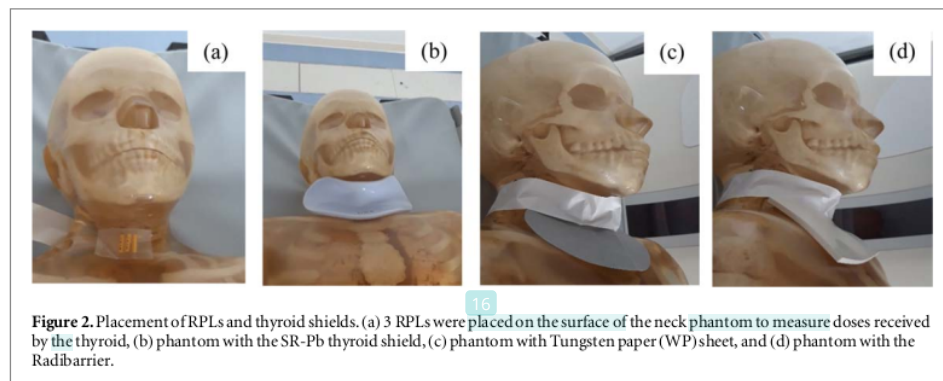 (a)
(b)
(c)
(d)
16
Figure 2. Placement of RPLs and thyroid shields. (a) 3 RPLs were placed on the surface of the neck phantom to measure doses received
by the thyroid, (b) phantom with the SR-Pb thyroid shield, (c) phantom with Tungsten paper (WP) sheet, and (d) phantom with the
Radibarrier.